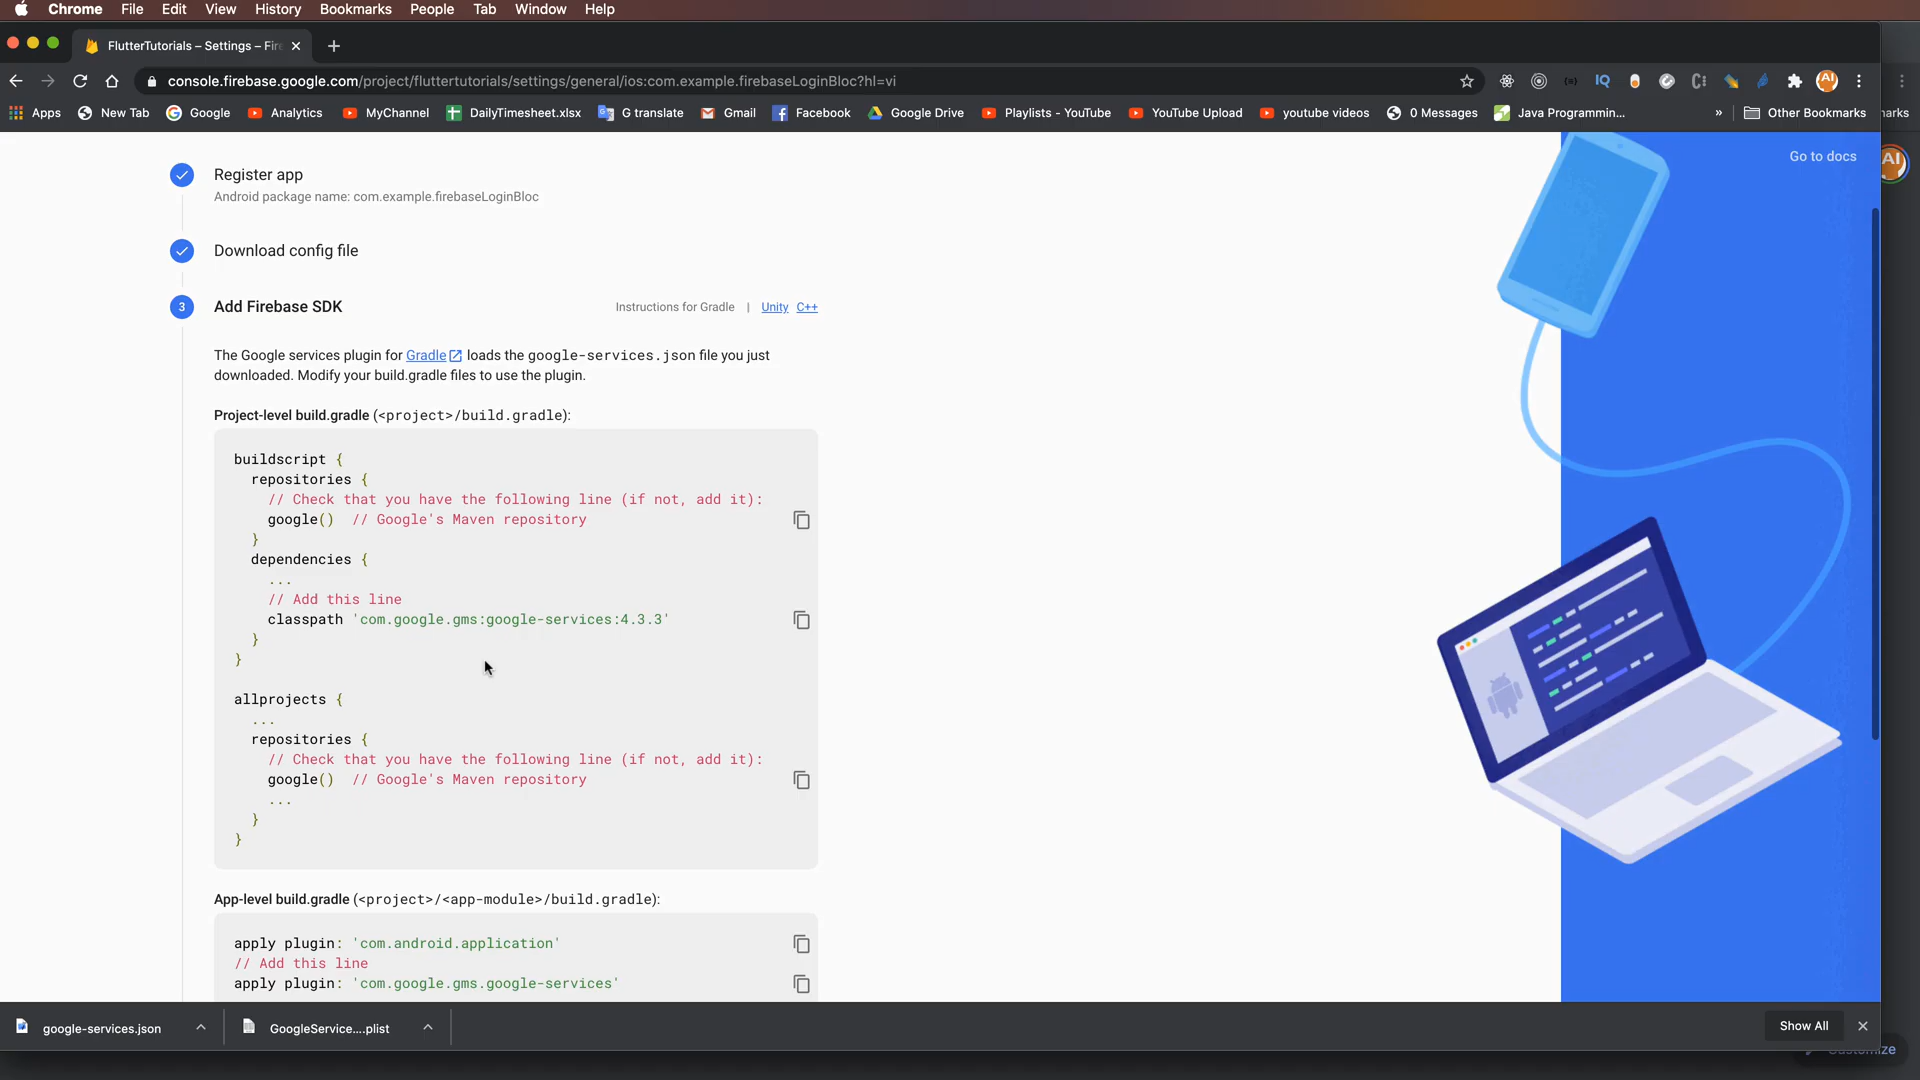 Chrome File Edit View History Bookmarks People Tab Window Help
FlutterTutorials – Settings – Fir
console.firebase.google.com/project/fluttertutorials/settings/general/ios:com.example.firebaseLoginBloc?hl=vi
Apps New Tab Google Analytics MyChannel DailyTimesheet.xlsx G translate Gmail Facebook Google Drive Playlists - YouTube YouTube Upload youtube videos 0 Messages Java Programmin... » Other Bookmarks arks
Go to docs
AI
Register app
Android package name: com.example.firebaseLoginBloc
Download config file
3 Add Firebase SDK Instructions for Gradle | Unity C++
The Google services plugin for Gradle loads the google-services.json file you just
downloaded. Modify your build.gradle files to use the plugin.
Project-level build.gradle (<project>/build.gradle):
buildscript {
repositories {
// Check that you have the following line (if not, add it):
google() // Google's Maven repository
}
dependencies {
...
// Add this line
classpath 'com.google.gms:google-services:4.3.3'
}
}
allprojects {
...
repositories {
// Check that you have the following line (if not, add it):
google() // Google's Maven repository
...
}
}
App-level build.gradle (<project>/<app-module>/build.gradle):
apply plugin: 'com.android.application'
// Add this line
apply plugin: 'com.google.gms.google-services'
google-services.json GoogleService....plist Show All
Customize